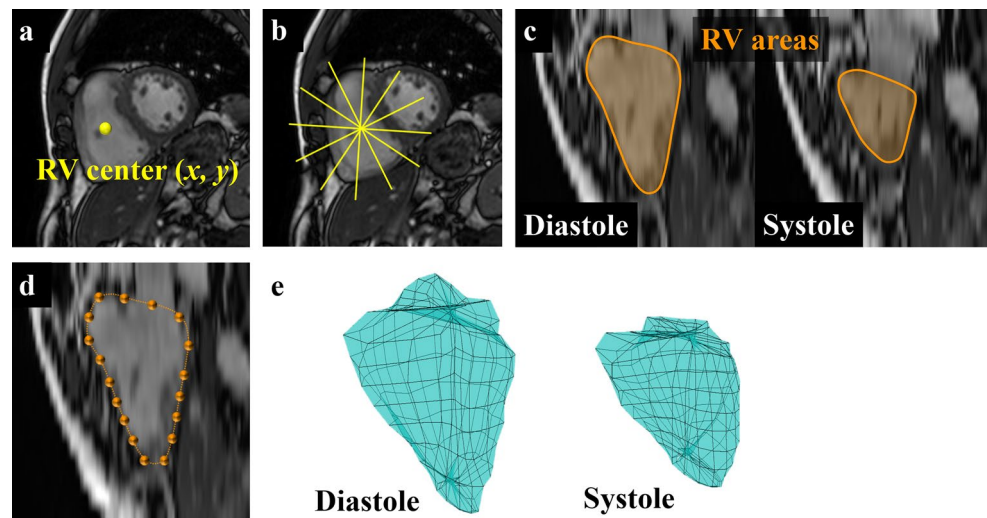 a
RV center (x, y)
b
c
RV areas
Diastole
Systole
d
e
Diastole
Systole